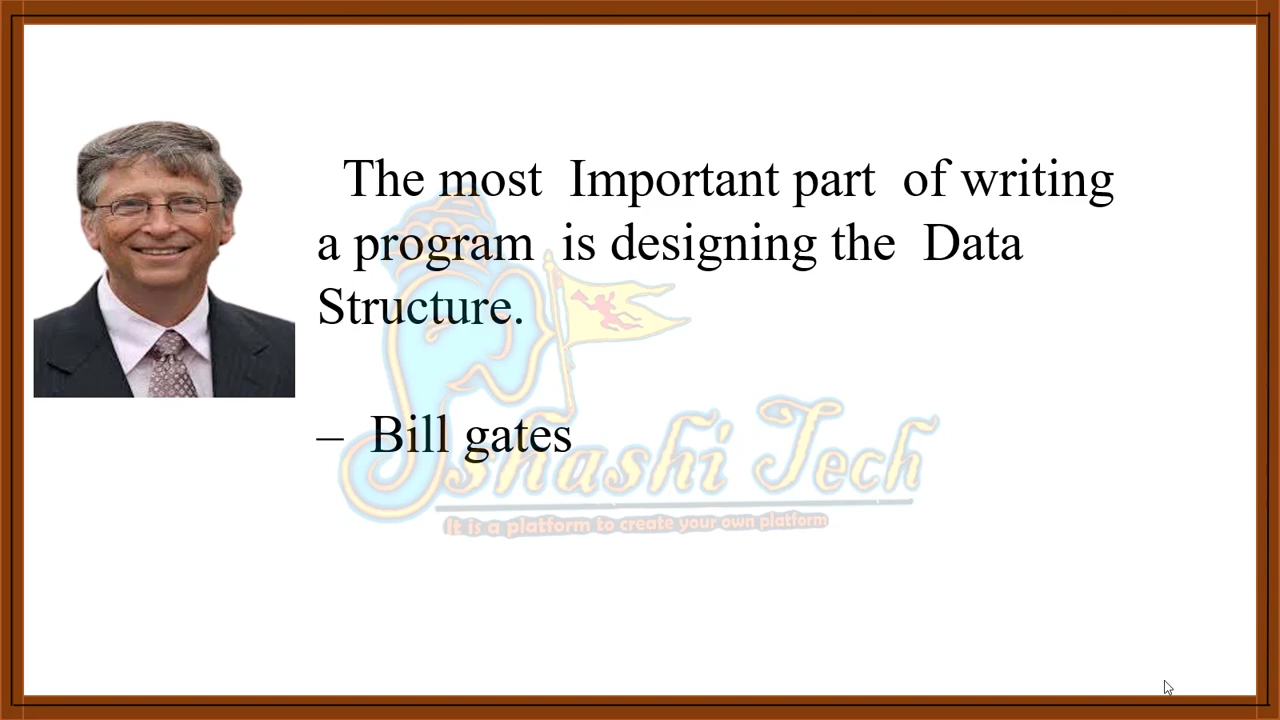 The most Important part of writing
a program is designing the Data
Structure.
– Bill gates
Ishashi Tech
It is a platform to create your own platform